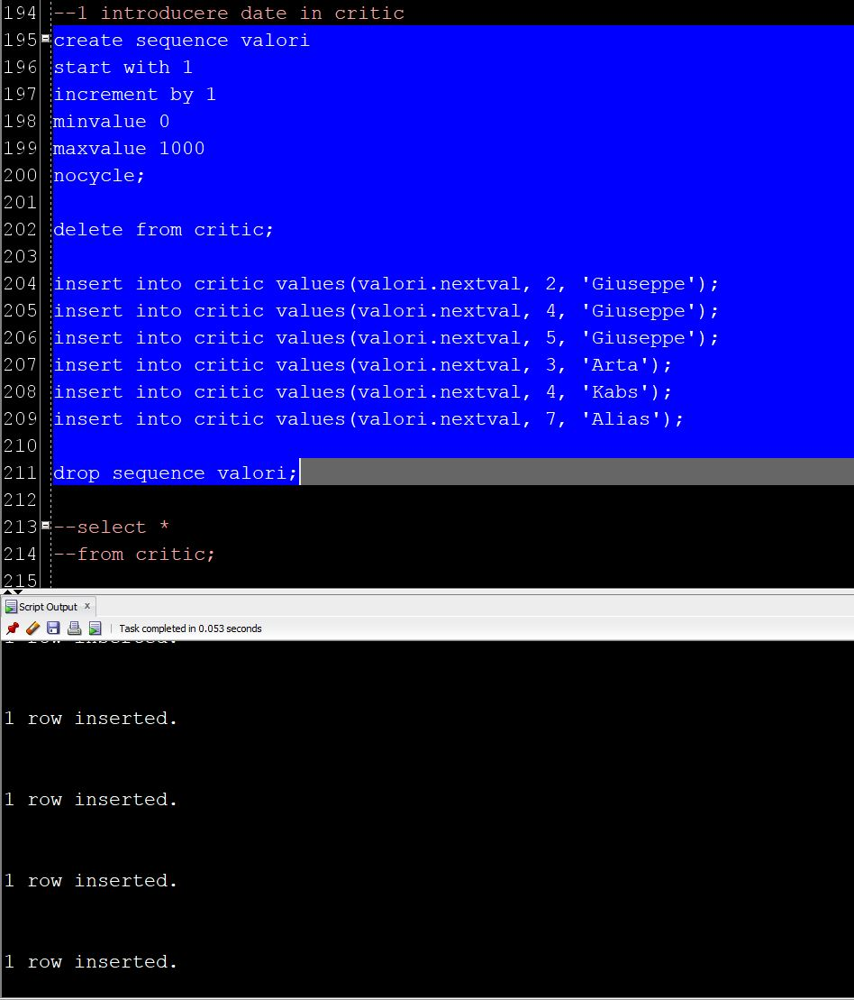 194 --1 introducere date in critic
195 create sequence valori
196 start with 1
197 increment by 1
198 minvalue 0
199 maxvalue 1000
200 nocycle;
201
202 delete from critic;
203
204 insert into critic values(valori.nextval, 2, 'Giuseppe');
205 insert into critic values(valori.nextval, 4, 'Giuseppe');
206 insert into critic values(valori.nextval, 5, 'Giuseppe');
207 insert into critic values(valori.nextval, 3, 'Arta');
208 insert into critic values(valori.nextval, 4, 'Kabs');
209 insert into critic values(valori.nextval, 7, 'Alias');
210
211 drop sequence valori;
212
213 --select *
214 --from critic;
215
Script Output x
Task completed in 0.053 seconds
1 row inserted.
1 row inserted.
1 row inserted.
1 row inserted.
1 row inserted.